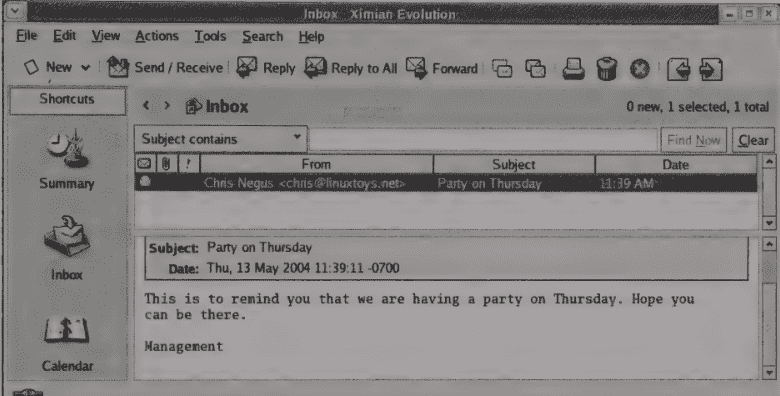 Inbox Ximian Evolution
File Edit View Actions Tools Search Help
New Send / Receive Reply Reply to All Forward
Shortcuts
Inbox
0 new, 1 selected, 1 total
Subject contains
Find Now
Clear
! From Subject Date
Chris Negus <chris@linuxtoys.net> Party on Thursday 11:39 AM
Summary
Inbox
Calendar
Subject: Party on Thursday
Date: Thu, 13 May 2004 11:39:11 -0700
This is to remind you that we are having a party on Thursday. Hope you
can be there.
Management